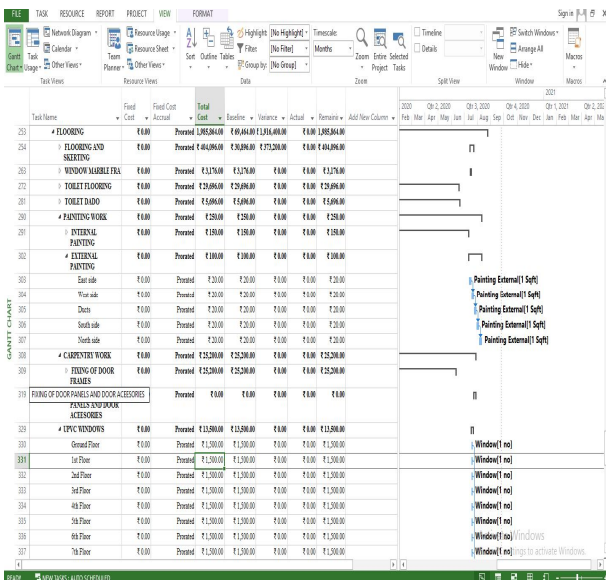 FILE TASK RESOURCE REPORT PROJECT VIEW FORMAT Sign in
Gantt Chart Task Usage Network Diagram Calendar Other Views Task Views
Team Planner Resource Usage Resource Sheet Other Views Resource Views
Sort Outline Tables Highlight: [No Highlight] Filter: [No Filter] Group by: [No Group] Data
Timescale: Months Zoom Entire Project Selected Tasks Zoom
Timeline Details Split View
New Window Switch Windows Arrange All Hide Window
Macros Macros
Task Name Fixed Cost Fixed Cost Accrual Total Cost Baseline Variance Actual Remaini Add New Column
2021
2020 Qtr 2, 2020 Qtr 3, 2020 Qtr 4, 2020 Qtr 1, 2021 Qtr 2, 202
Feb Mar Apr May Jun Jul Aug Sep Oct Nov Dec Jan Feb Mar Apr Ma
GANTT CHART
253 FLOORING ₹ 0.00 Prorated 1,985,864.00 ₹ 69,464.00 ₹ 1,916,400.00 ₹ 0.00 1,985,864.00
254 FLOORING AND SKERTING ₹ 0.00 Prorated ₹ 404,096.00 ₹ 30,896.00 ₹ 373,200.00 ₹ 0.00 ₹ 404,096.00
263 WINDOW MARBLE FRA ₹ 0.00 Prorated ₹ 3,176.00 ₹ 3,176.00 ₹ 0.00 ₹ 0.00 ₹ 3,176.00
272 TOILET FLOORING ₹ 0.00 Prorated ₹ 29,696.00 ₹ 29,696.00 ₹ 0.00 ₹ 0.00 ₹ 29,696.00
281 TOILET DADO ₹ 0.00 Prorated ₹ 5,696.00 ₹ 5,696.00 ₹ 0.00 ₹ 0.00 ₹ 5,696.00
290 PAINITING WORK ₹ 0.00 Prorated ₹ 250.00 ₹ 250.00 ₹ 0.00 ₹ 0.00 ₹ 250.00
291 INTERNAL PAINTING ₹ 0.00 Prorated ₹ 150.00 ₹ 150.00 ₹ 0.00 ₹ 0.00 ₹ 150.00
302 EXTERNAL PAINTING ₹ 0.00 Prorated ₹ 100.00 ₹ 100.00 ₹ 0.00 ₹ 0.00 ₹ 100.00
303 East side ₹ 0.00 Prorated ₹ 20.00 ₹ 20.00 ₹ 0.00 ₹ 0.00 ₹ 20.00 Painting External[1 Sqft]
304 West side ₹ 0.00 Prorated ₹ 20.00 ₹ 20.00 ₹ 0.00 ₹ 0.00 ₹ 20.00 Painting External[1 Sqft]
305 Ducts ₹ 0.00 Prorated ₹ 20.00 ₹ 20.00 ₹ 0.00 ₹ 0.00 ₹ 20.00 Painting External[1 Sqft]
306 South side ₹ 0.00 Prorated ₹ 20.00 ₹ 20.00 ₹ 0.00 ₹ 0.00 ₹ 20.00 Painting External[1 Sqft]
307 North side ₹ 0.00 Prorated ₹ 20.00 ₹ 20.00 ₹ 0.00 ₹ 0.00 ₹ 20.00 Painting External[1 Sqft]
308 CARPENTRY WORK ₹ 0.00 Prorated ₹ 25,200.00 ₹ 25,200.00 ₹ 0.00 ₹ 0.00 ₹ 25,200.00
309 FIXING OF DOOR FRAMES ₹ 0.00 Prorated ₹ 25,200.00 ₹ 25,200.00 ₹ 0.00 ₹ 0.00 ₹ 25,200.00
319 FIXING OF DOOR PANELS AND DOOR ACEESORIES Prorated ₹ 0.00 ₹ 0.00 ₹ 0.00 ₹ 0.00 ₹ 0.00
PANELS AND DOOR ACEESORIES
329 UPVC WINDOWS ₹ 0.00 Prorated ₹ 13,500.00 ₹ 13,500.00 ₹ 0.00 ₹ 0.00 ₹ 13,500.00
330 Ground Floor ₹ 0.00 Prorated ₹ 1,500.00 ₹ 1,500.00 ₹ 0.00 ₹ 0.00 ₹ 1,500.00 Window[1 no]
331 1st Floor ₹ 0.00 Prorated ₹ 1,500.00 ₹ 1,500.00 ₹ 0.00 ₹ 0.00 ₹ 1,500.00 Window[1 no]
332 2nd Floor ₹ 0.00 Prorated ₹ 1,500.00 ₹ 1,500.00 ₹ 0.00 ₹ 0.00 ₹ 1,500.00 Window[1 no]
333 3rd Floor ₹ 0.00 Prorated ₹ 1,500.00 ₹ 1,500.00 ₹ 0.00 ₹ 0.00 ₹ 1,500.00 Window[1 no]
334 4th Floor ₹ 0.00 Prorated ₹ 1,500.00 ₹ 1,500.00 ₹ 0.00 ₹ 0.00 ₹ 1,500.00 Window[1 no]
335 5th Floor ₹ 0.00 Prorated ₹ 1,500.00 ₹ 1,500.00 ₹ 0.00 ₹ 0.00 ₹ 1,500.00 Window[1 no]
336 6th Floor ₹ 0.00 Prorated ₹ 1,500.00 ₹ 1,500.00 ₹ 0.00 ₹ 0.00 ₹ 1,500.00 Window[1 no] Windows
337 7th Floor ₹ 0.00 Prorated ₹ 1,500.00 ₹ 1,500.00 ₹ 0.00 ₹ 0.00 ₹ 1,500.00 Window[1 no] tings to activate Windows.
READY NEW TASKS : AUTO SCHEDULED